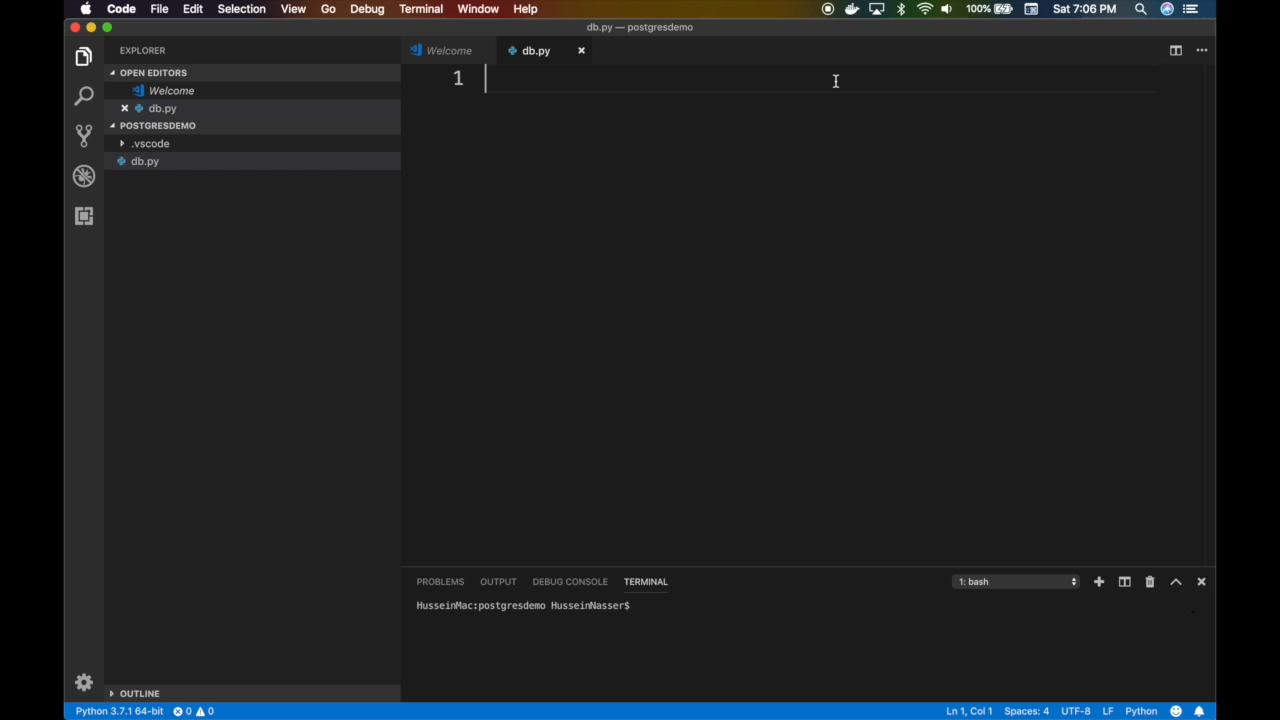 Code File Edit Selection View Go Debug Terminal Window Help 100% Sat 7:06 PM
db.py — postgresdemo
EXPLORER
OPEN EDITORS
Welcome
db.py
POSTGRESDEMO
.vscode
db.py
OUTLINE
Welcome db.py
1
PROBLEMS OUTPUT DEBUG CONSOLE TERMINAL 1: bash
HusseinMac:postgresdemo HusseinNasser$
Python 3.7.1 64-bit 0 0 Ln 1, Col 1 Spaces: 4 UTF-8 LF Python